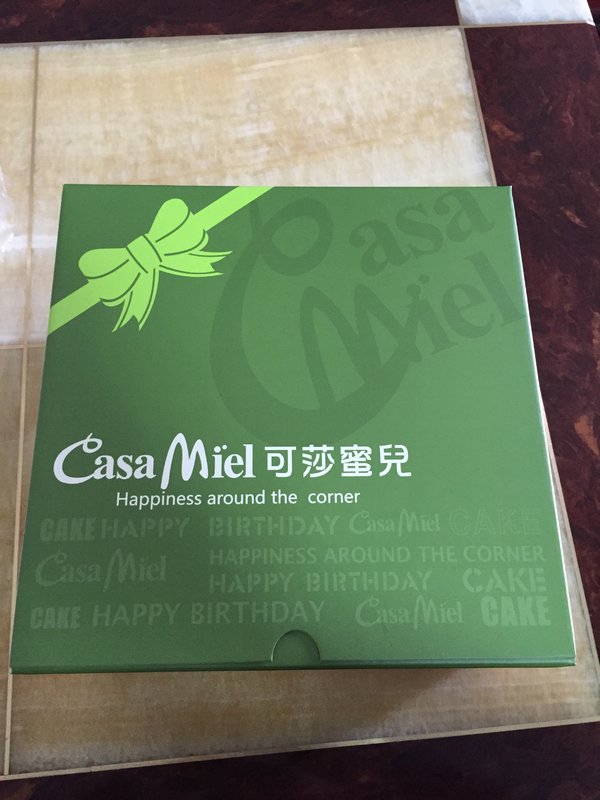 Casa
Miel
Casa Miel 可莎蜜兒
Happiness around the corner
CAKE HAPPY BIRTHDAY Casa Miel CAKE
Casa Miel HAPPINESS AROUND THE CORNER
HAPPY BIRTHDAY CAKE
CAKE HAPPY BIRTHDAY Casa Miel CAKE